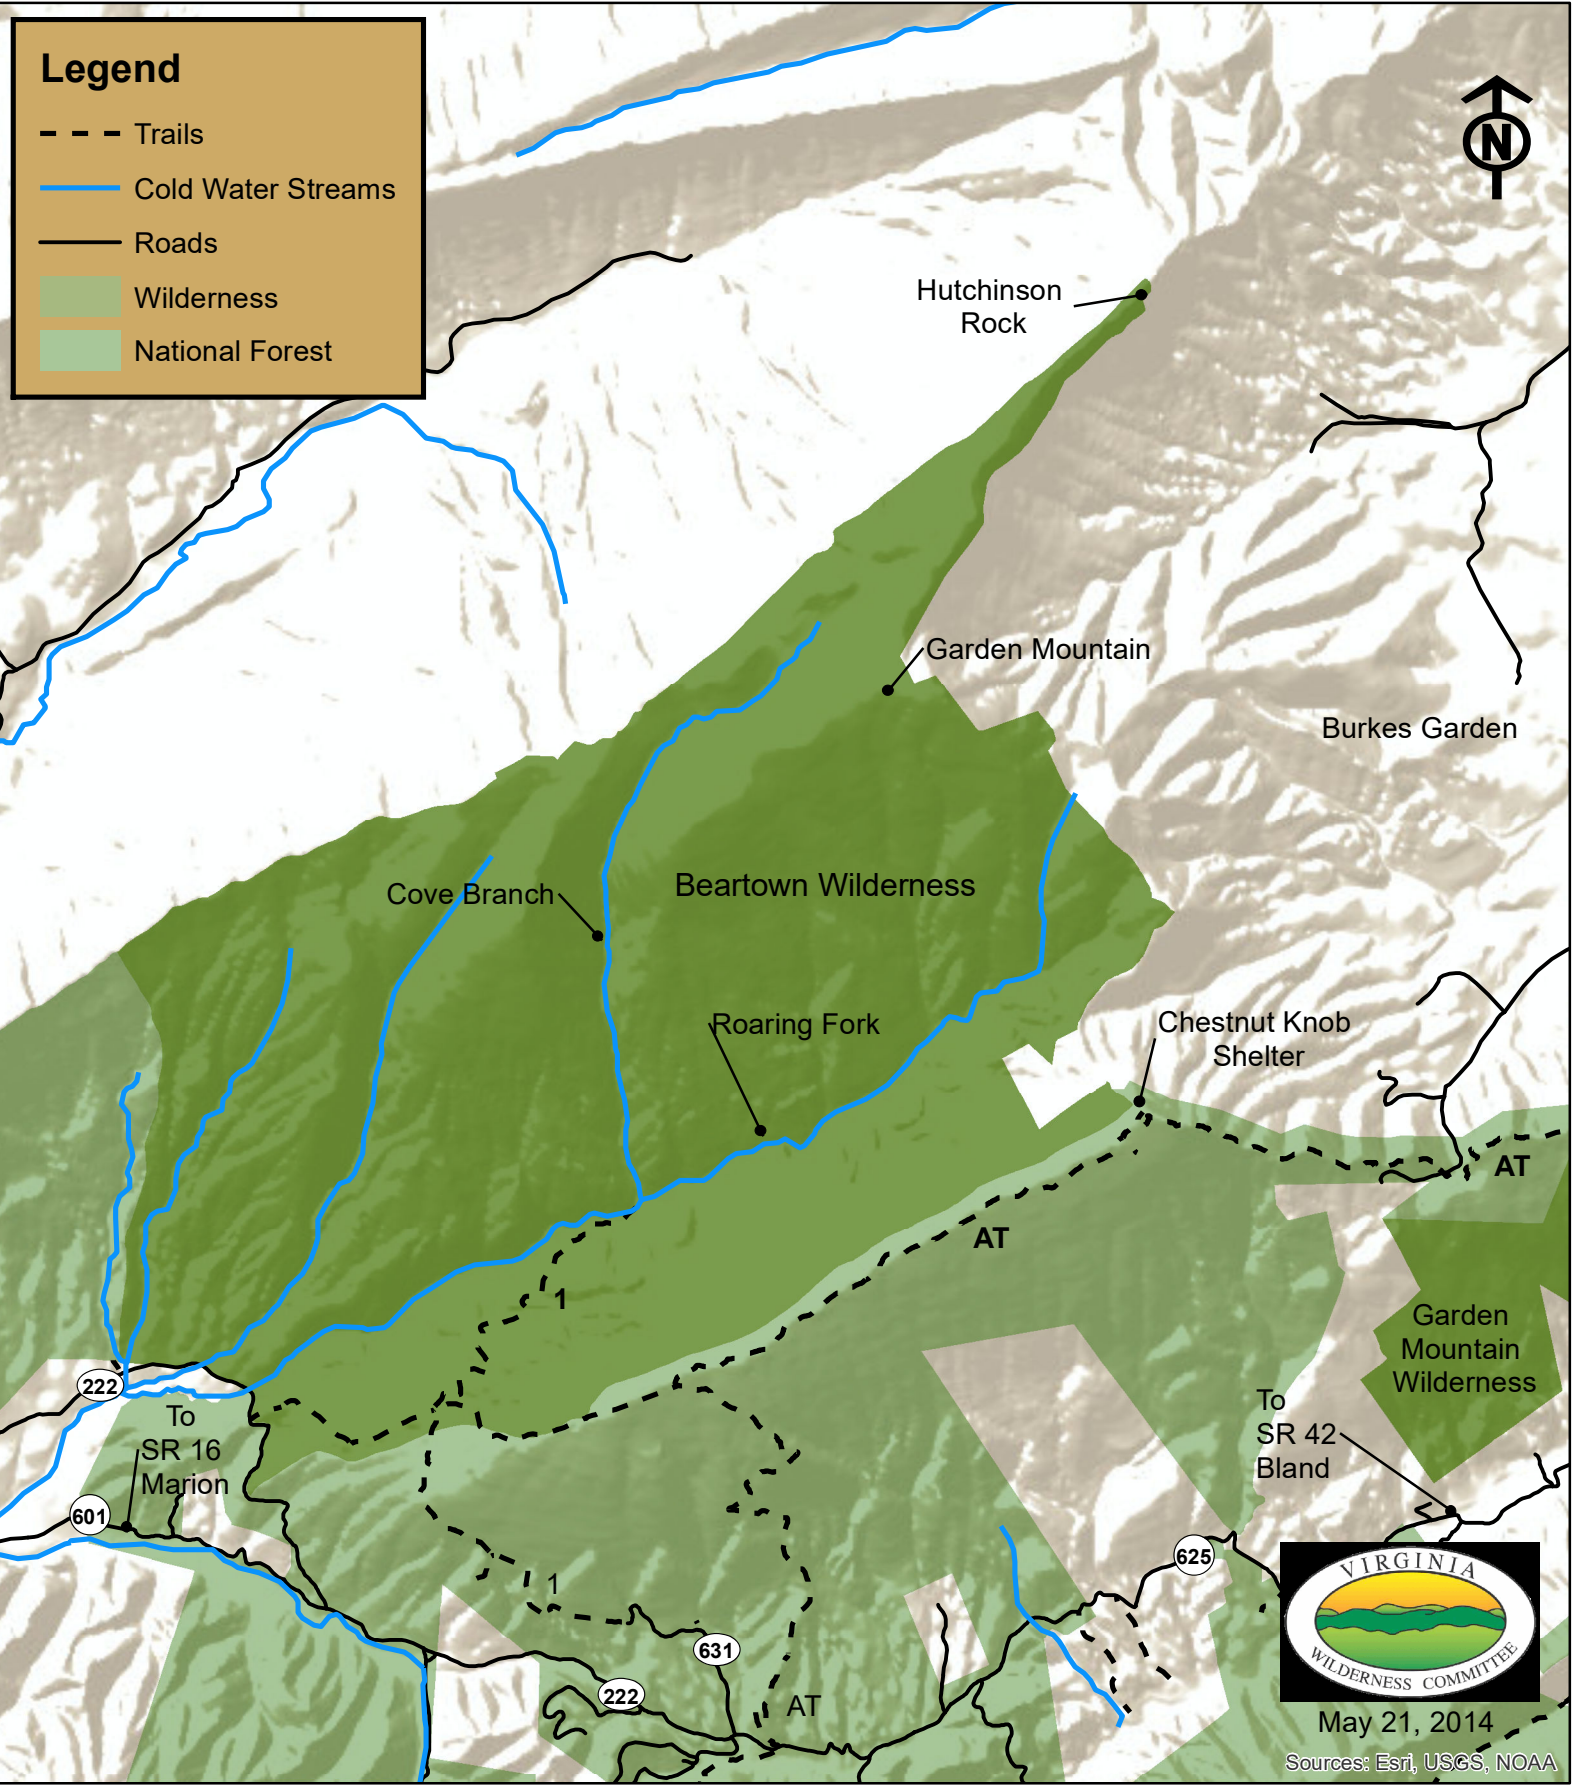 Legend
Trails
Cold Water Streams
Roads
Wilderness
National Forest
N
Hutchinson
Rock
Garden Mountain
Burkes Garden
Cove Branch
Beartown Wilderness
Roaring Fork
Chestnut Knob
Shelter
AT
AT
1
Garden
Mountain
Wilderness
222
To
SR 16
Marion
To
SR 42
Bland
601
625
1
631
222
AT
VIRGINIA
WILDERNESS COMMITTEE
May 21, 2014
Sources: Esri, USGS, NOAA